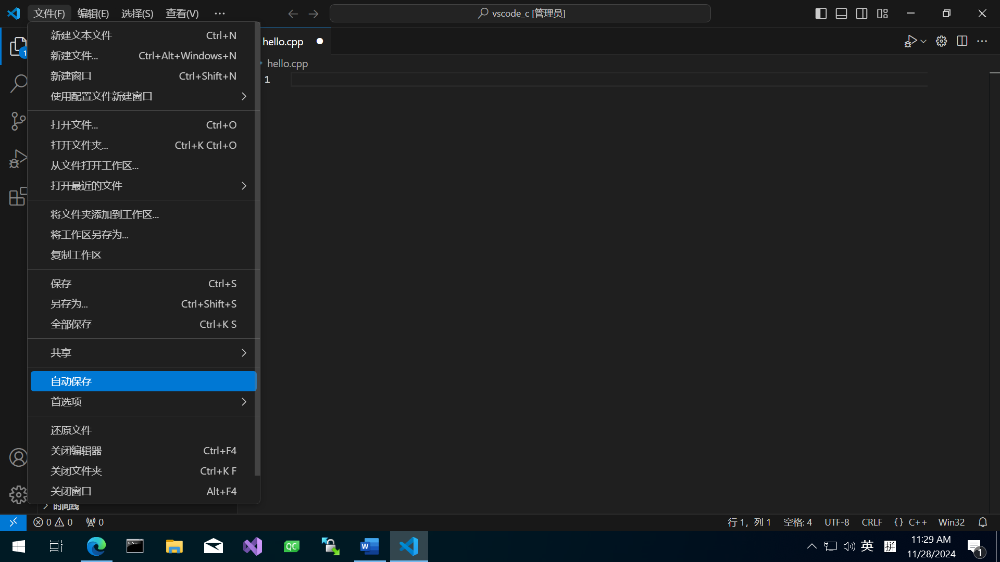 文件(F) 编辑(E) 选择(S) 查看(V) ···
vscode_c [管理员]
新建文本文件 Ctrl+N
新建文件... Ctrl+Alt+Windows+N
新建窗口 Ctrl+Shift+N
使用配置文件新建窗口
打开文件... Ctrl+O
打开文件夹... Ctrl+K Ctrl+O
从文件打开工作区...
打开最近的文件
将文件夹添加到工作区...
将工作区另存为...
复制工作区
保存 Ctrl+S
另存为... Ctrl+Shift+S
全部保存 Ctrl+K S
共享
自动保存
首选项
还原文件
关闭编辑器 Ctrl+F4
关闭文件夹 Ctrl+K F
关闭窗口 Alt+F4
时间线
1
hello.cpp
hello.cpp
1
0 0 0
行 1，列 1 空格: 4 UTF-8 CRLF {} C++ Win32
C:\
QC
W
英 拼
11:29 AM
11/28/2024
1